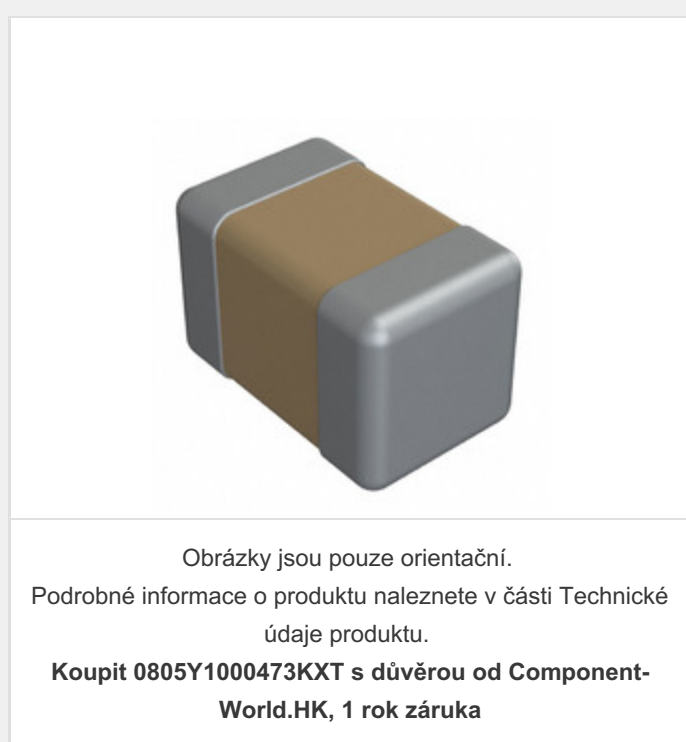 Obrázky jsou pouze orientační.
Podrobné informace o produktu naleznete v části Technické
údaje produktu.
Koupit 0805Y1000473KXT s důvěrou od Component-
World.HK, 1 rok záruka